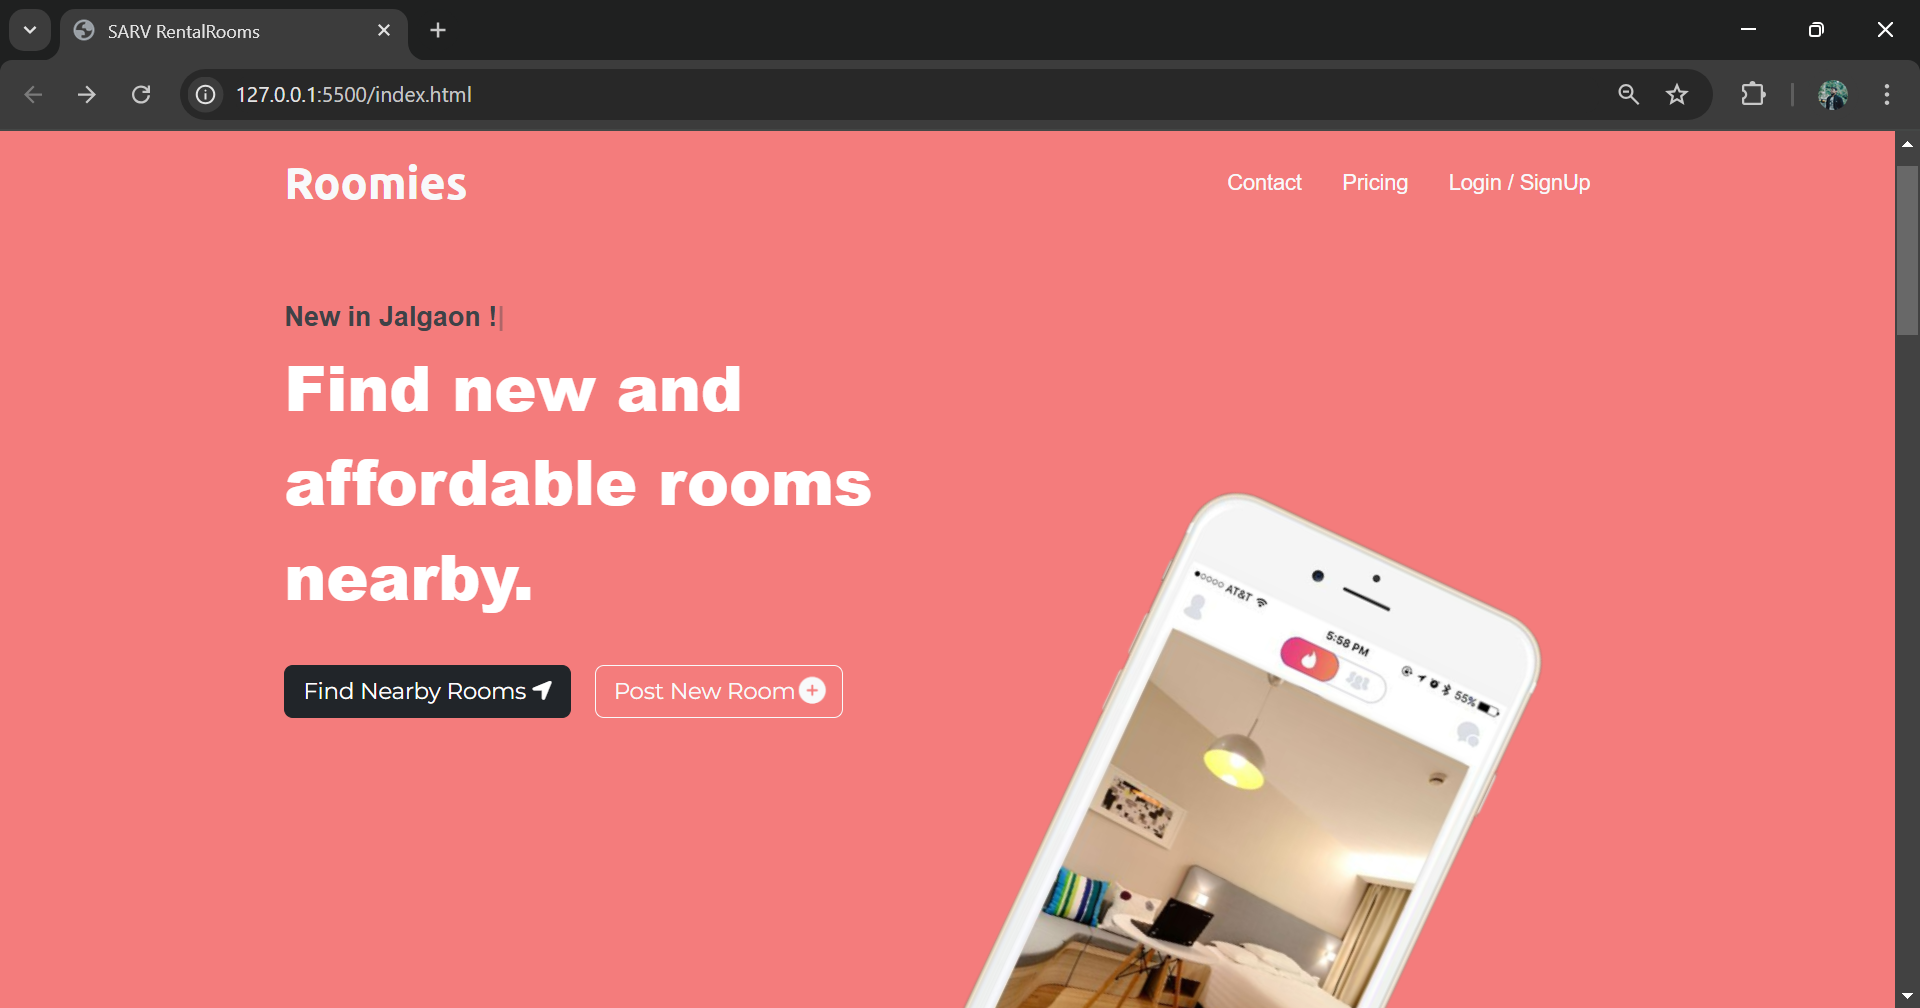 SARV RentalRooms
127.0.0.1:5500/index.html
Roomies
Contact
Pricing
Login / SignUp
New in Jalgaon !|
Find new and
affordable rooms
nearby.
Find Nearby Rooms
Post New Room
AT&T
5:58 PM
55%